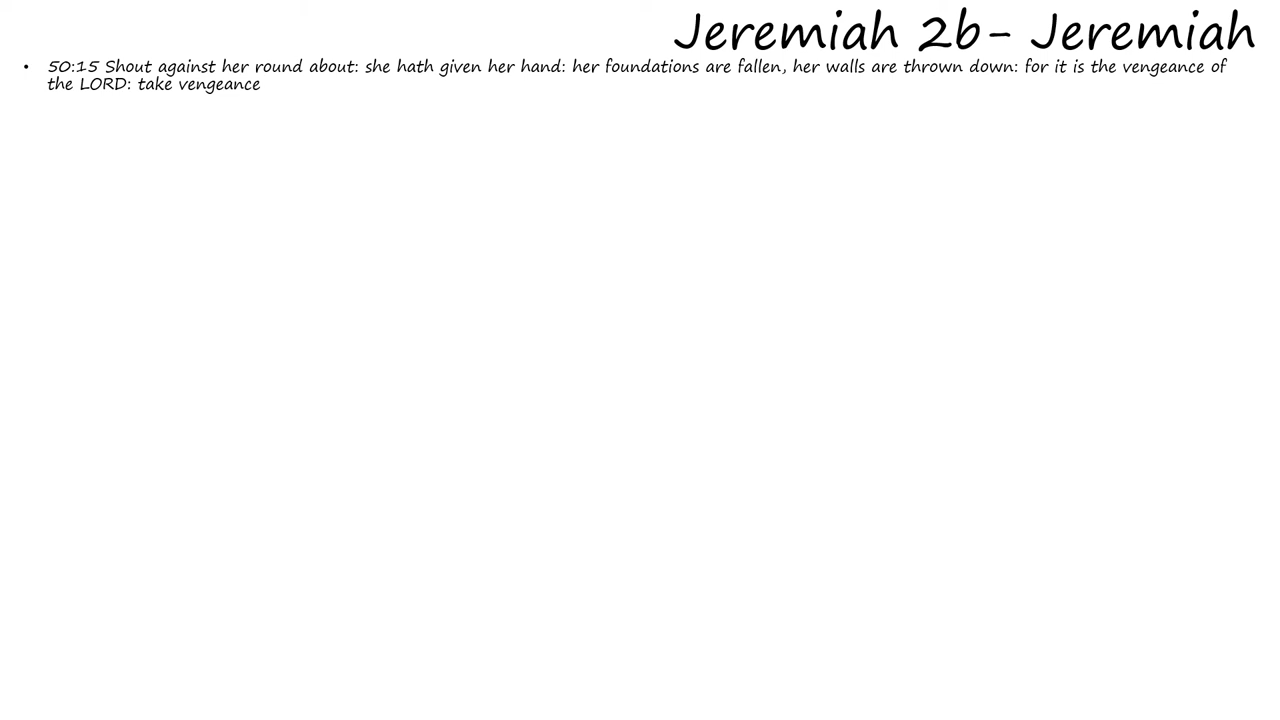 Jeremiah 2b- Jeremiah
• 50:15 Shout against her round about: she hath given her hand: her foundations are fallen, her walls are thrown down: for it is the vengeance of
the LORD: take vengeance